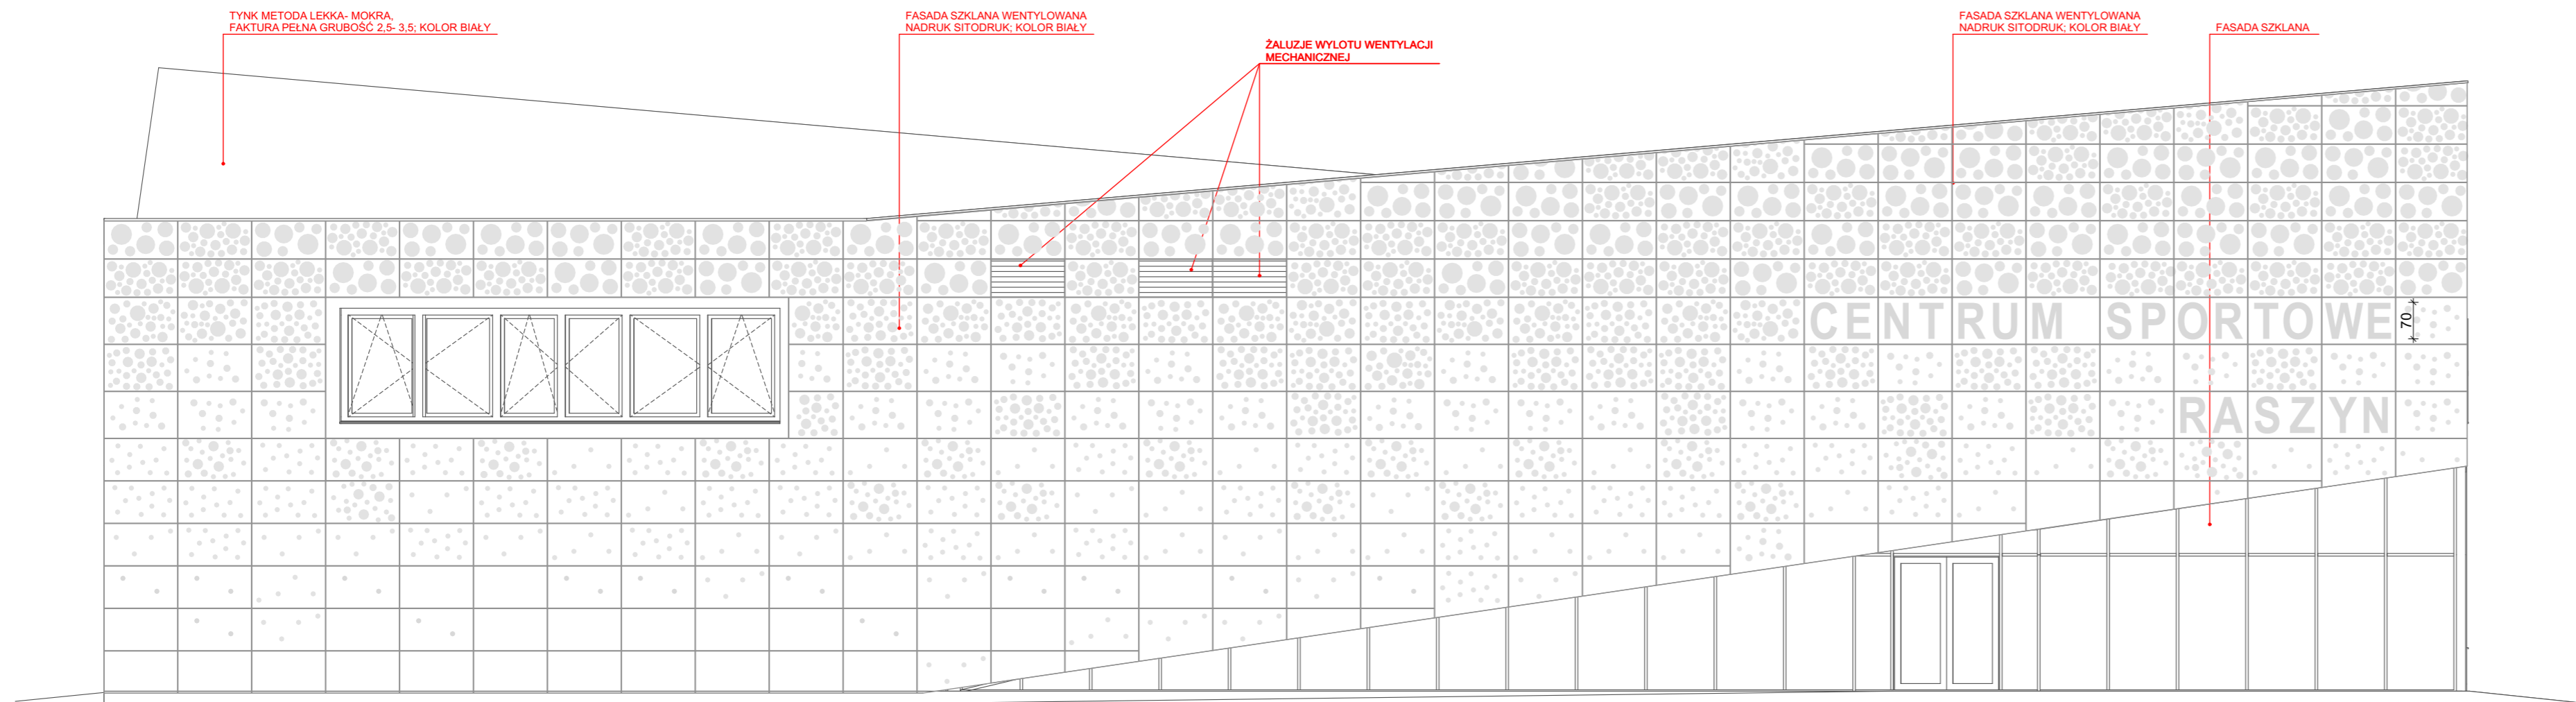 TYNK METODA LEKKA- MOKRA,
FAKTURA PEŁNA GRUBOŚĆ 2,5- 3,5; KOLOR BIAŁY
FASADA SZKLANA WENTYLOWANA
NADRUK SITODRUK; KOLOR BIAŁY
ŻALUZJE WYLOTU WENTYLACJI
MECHANICZNEJ
FASADA SZKLANA WENTYLOWANA
NADRUK SITODRUK; KOLOR BIAŁY
FASADA SZKLANA
CENTRUM SPORTOWE
70
RASZYN